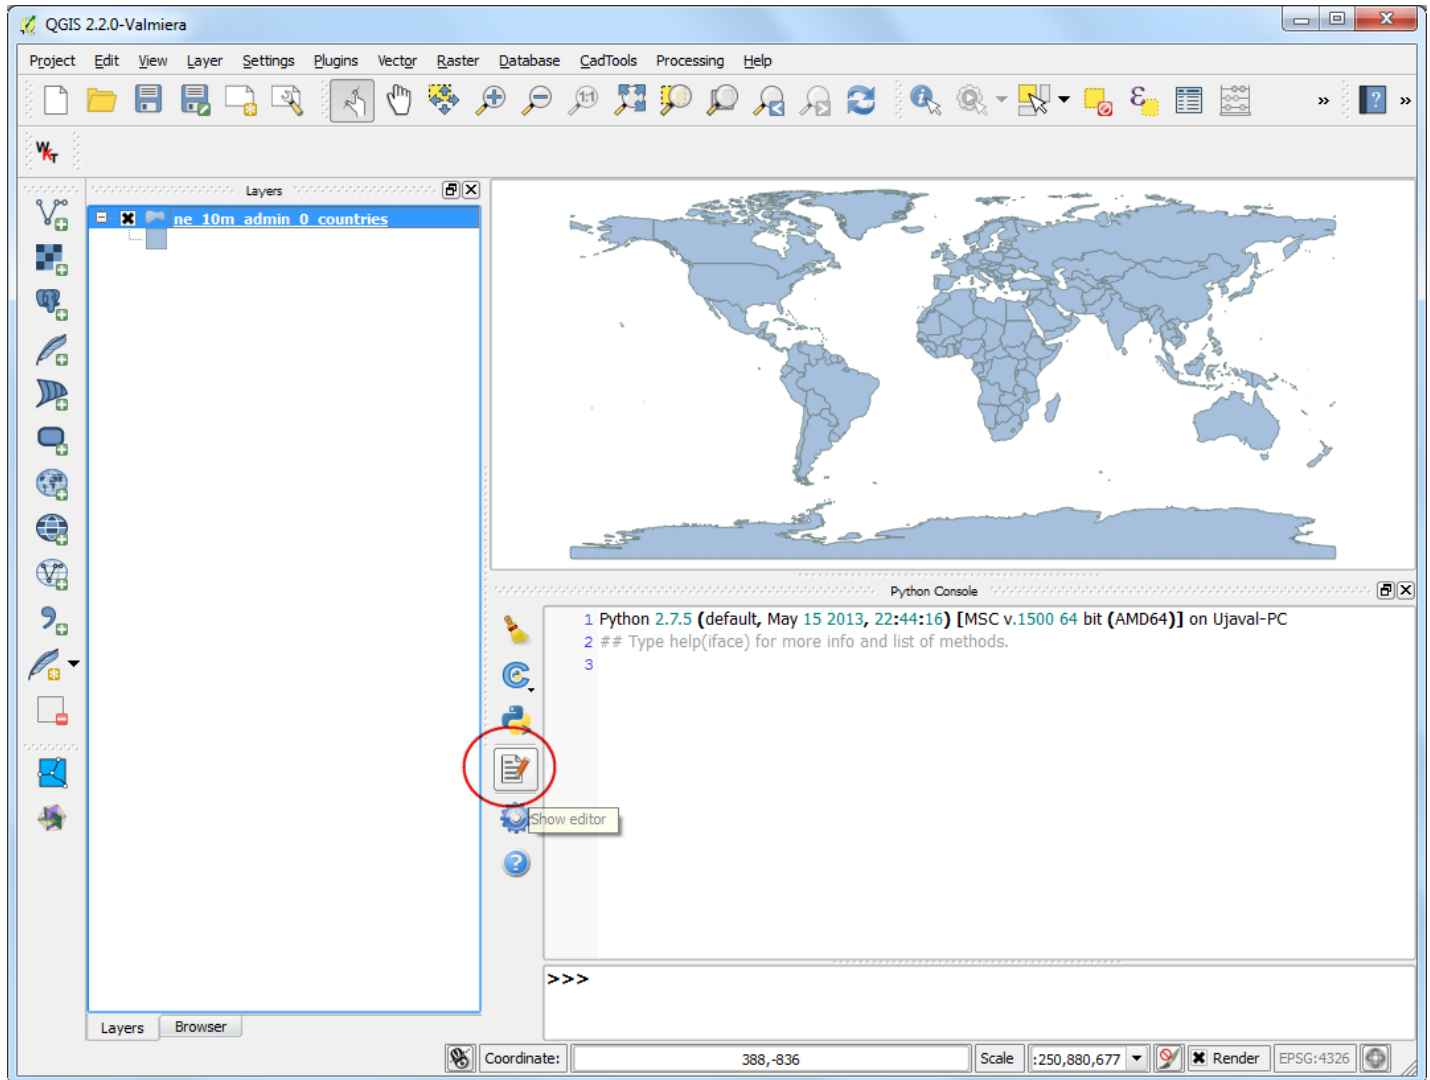 QGIS 2.2.0-Valmiera
Project Edit View Layer Settings Plugins Vector Raster Database CadTools Processing Help
1:1
WKT
Layers
ne_10m_admin_0_countries
Python Console
1 Python 2.7.5 (default, May 15 2013, 22:44:16) [MSC v.1500 64 bit (AMD64)] on Ujaval-PC
2 ## Type help(iface) for more info and list of methods.
3
Show editor
>>>
Layers Browser
Coordinate: 388,-836 Scale :250,880,677 Render EPSG:4326